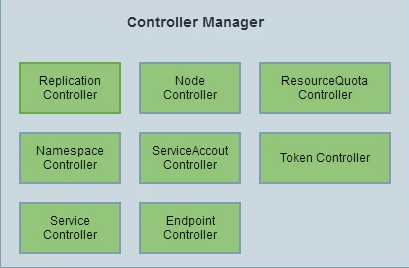 Controller Manager
Replication
Controller
Node
Controller
ResourceQuota
Controller
Namespace
Controller
ServiceAccout
Controller
Token Controller
Service
Controller
Endpoint
Controller